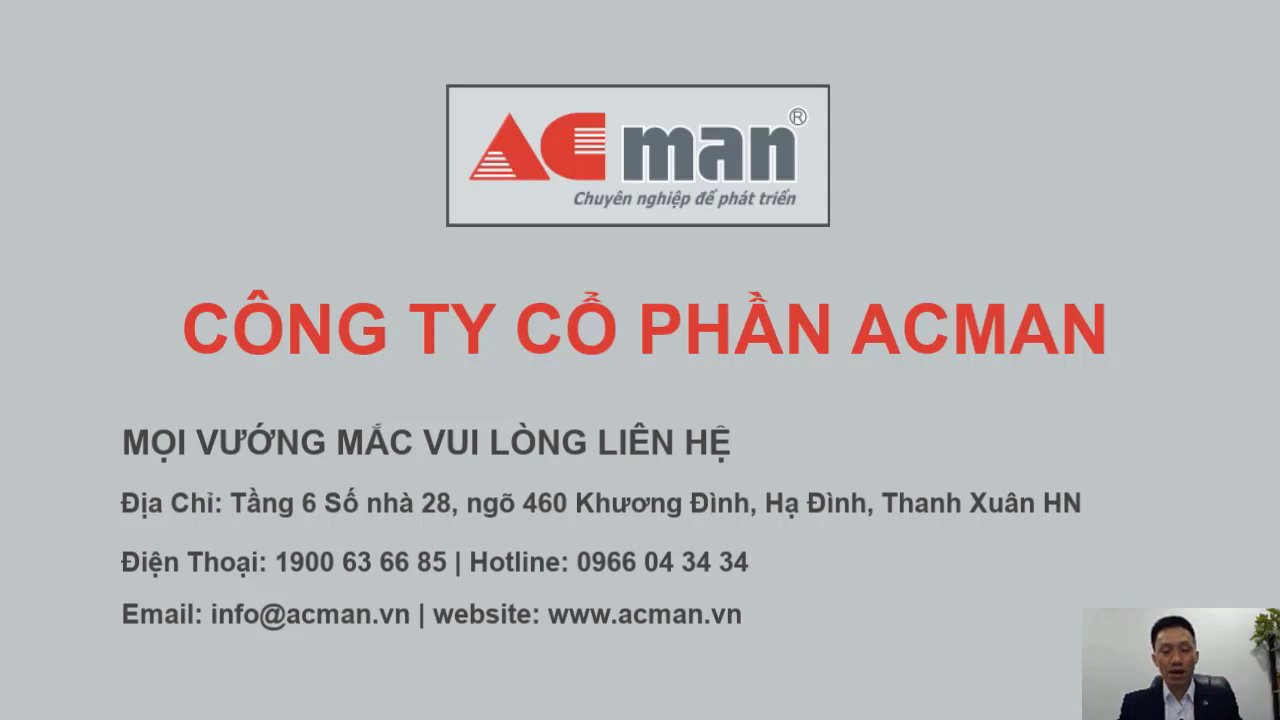 ACman®
Chuyên nghiệp để phát triển
CÔNG TY CỔ PHẦN ACMAN
MỌI VƯỚNG MẮC VUI LÒNG LIÊN HỆ
Địa Chỉ: Tầng 6 Số nhà 28, ngõ 460 Khương Đình, Hạ Đình, Thanh Xuân HN
Điện Thoại: 1900 63 66 85 | Hotline: 0966 04 34 34
Email: info@acman.vn | website: www.acman.vn